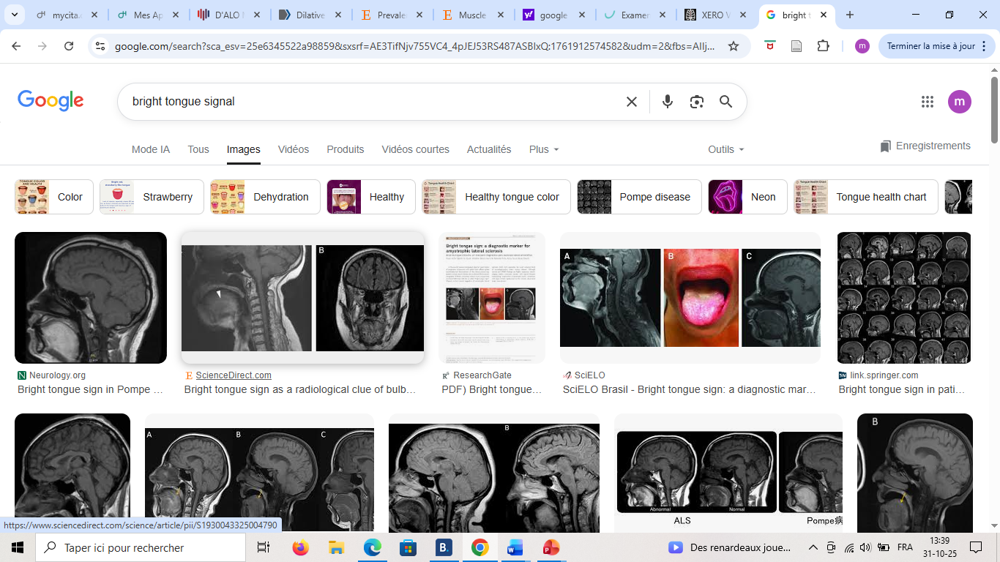 mycita.
Mes Ap
D'ALO
Dilative
Prevale
Muscle
google
Examen
XERO V
bright t
google.com/search?sca_esv=25e6345522a98859&sxsrf=AE3TifNjv755VC4_4pJEJ53RS487ASBIxQ:1761912574582&udm=2&fbs=AIIj...
m
Terminer la mise à jour
Google
bright tongue signal
m
Mode IA
Tous
Images
Vidéos
Produits
Vidéos courtes
Actualités
Plus
Outils
Enregistrements
TONGUE COLOR AND HEALTH
Color
Strawberry
Dehydration
Healthy
Healthy tongue color
Pompe disease
Neon
Tongue health chart
B
Bright tongue sign: a diagnostic marker for
amyotrophic lateral sclerosis
A B C
Neurology.org
Bright tongue sign in Pompe ...
ScienceDirect.com
Bright tongue sign as a radiological clue of bulb...
ResearchGate
PDF) Bright tongue...
SciELO
SciELO Brasil - Bright tongue sign: a diagnostic mar...
link.springer.com
Bright tongue sign in pati...
A B C
B
Abnormal
Normal
ALS
Pompe病
B
https://www.sciencedirect.com/science/article/pii/S1930043325004790
Taper ici pour rechercher
B.
Des renardeaux joue...
FRA
13:39
31-10-25